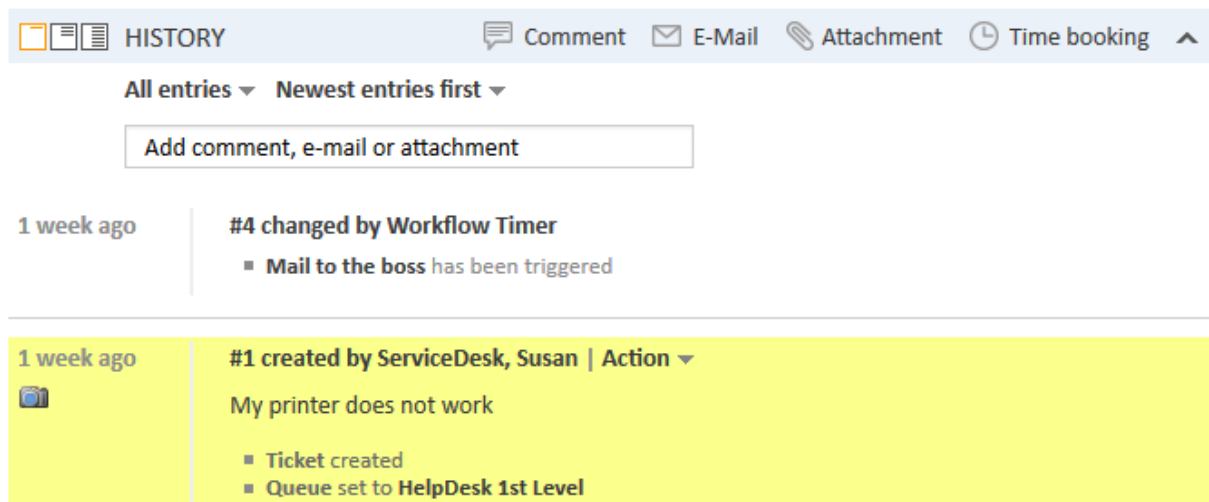 HISTORY Comment E-Mail Attachment Time booking
All entries Newest entries first
Add comment, e-mail or attachment
1 week ago #4 changed by Workflow Timer
Mail to the boss has been triggered
1 week ago #1 created by ServiceDesk, Susan | Action
My printer does not work
Ticket created
Queue set to HelpDesk 1st Level